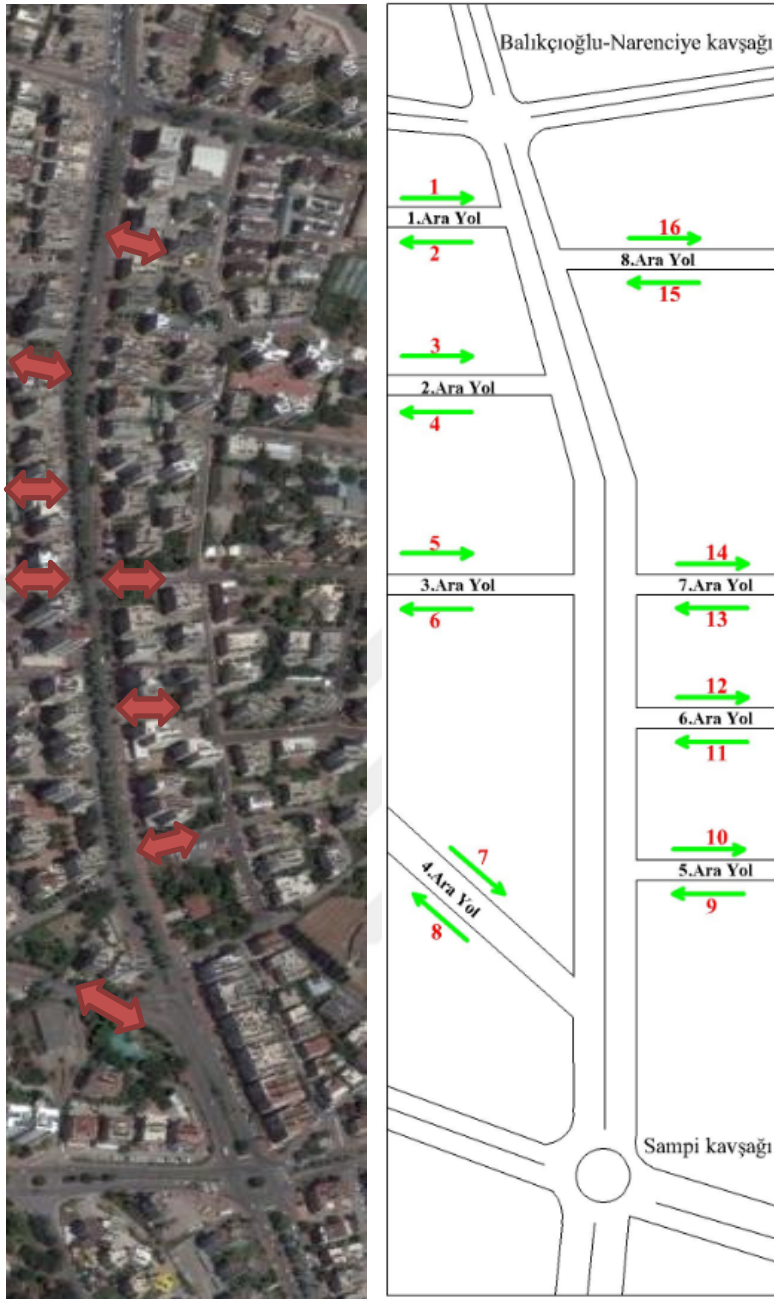 Balıkçıoğlu-Narenciye kavşağı
1
1.Ara Yol
2
16
8.Ara Yol
15
3
2.Ara Yol
4
5
3.Ara Yol
6
14
7.Ara Yol
13
12
6.Ara Yol
11
7
4.Ara Yol
8
10
5.Ara Yol
9
Sampi kavşağı